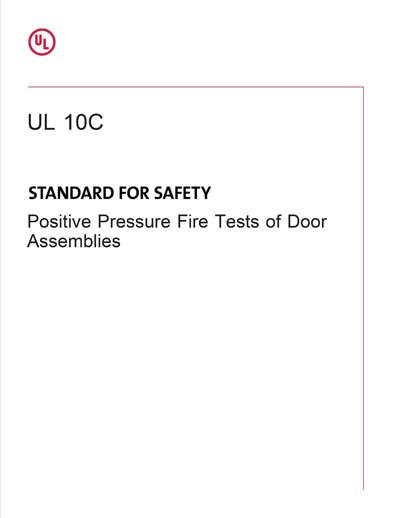 UL
UL 10C
STANDARD FOR SAFETY
Positive Pressure Fire Tests of Door
Assemblies